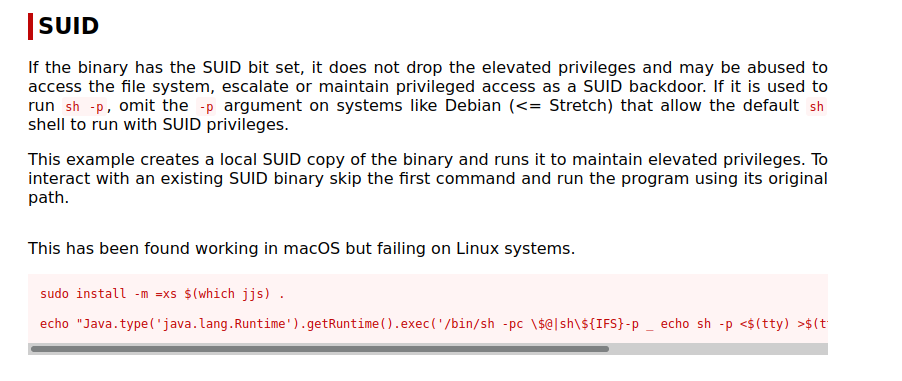 SUID
If the binary has the SUID bit set, it does not drop the elevated privileges and may be abused to
access the file system, escalate or maintain privileged access as a SUID backdoor. If it is used to
run sh -p, omit the -p argument on systems like Debian (<= Stretch) that allow the default sh
shell to run with SUID privileges.
This example creates a local SUID copy of the binary and runs it to maintain elevated privileges. To
interact with an existing SUID binary skip the first command and run the program using its original
path.
This has been found working in macOS but failing on Linux systems.
sudo install -m =xs $(which jjs) .
echo "Java.type('java.lang.Runtime').getRuntime().exec('/bin/sh -pc \$@|sh\${IFS}-p _ echo sh -p <$(tty) >$(t